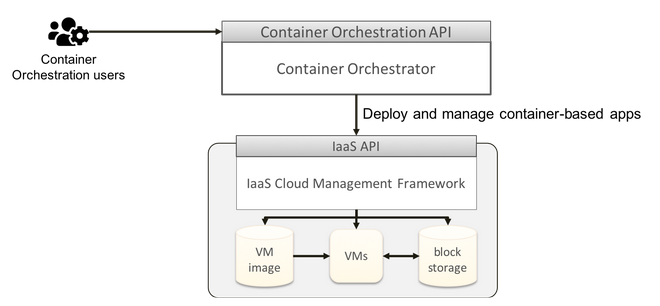 Container Orchestration API
Container
Orchestration users
Container Orchestrator
Deploy and manage container-based apps
IaaS API
IaaS Cloud Management Framework
VM
image
VMs
block
storage